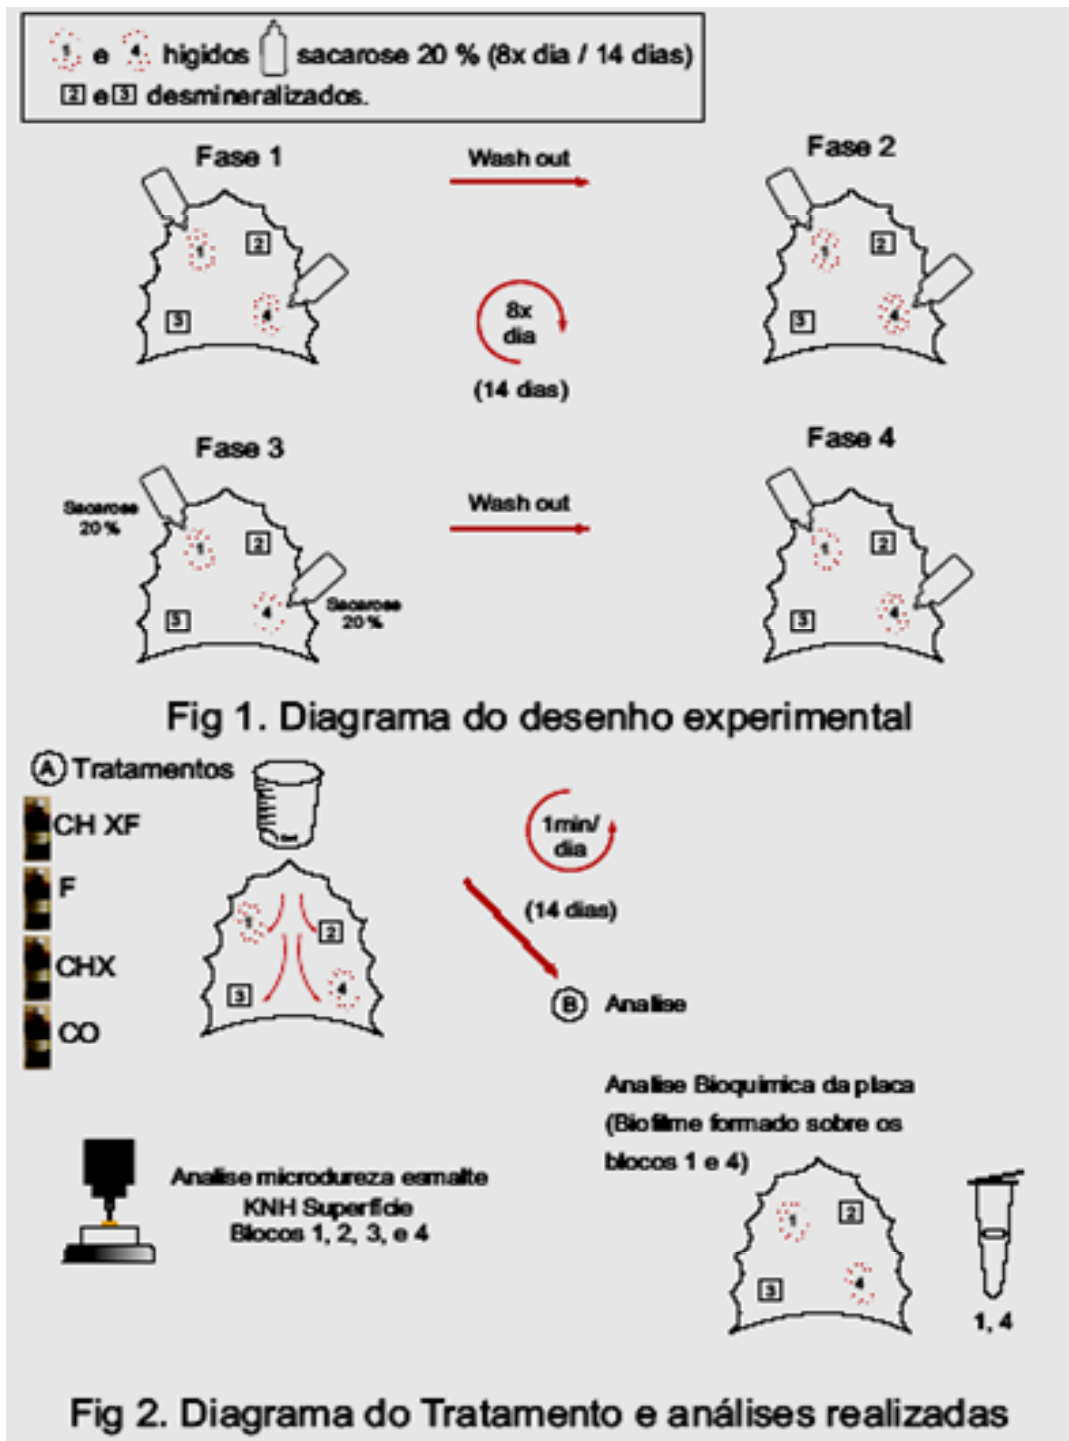 1 e 4 higidos sacarose 20 % (8x dia / 14 dias)
2 e 3 desmineralizados.
Fase 1
Wash out
Fase 2
1
2
3
4
8x
dia
(14 dias)
1
2
3
4
Fase 3
Wash out
Fase 4
Sacarose
20 %
1
2
3
4
Sacarose
20 %
1
2
3
4
Fig 1. Diagrama do desenho experimental
A Tratamentos
CH XF
F
CHX
CO
1
2
3
4
1min/
dia
(14 dias)
B Analise
Analise Bioquimica da placa
(Biofilme formado sobre os
blocos 1 e 4)
Analise microdureza esmalte
KNH Superfície
Blocos 1, 2, 3, e 4
1
2
3
4
1, 4
Fig 2. Diagrama do Tratamento e análises realizadas